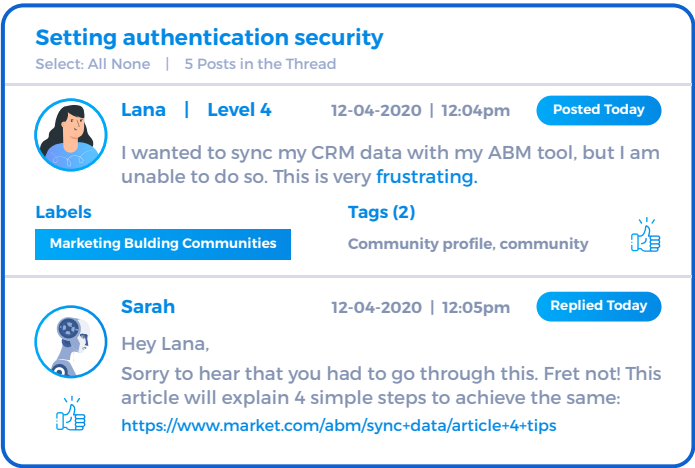 Setting authentication security
Select: All None | 5 Posts in the Thread
Lana | Level 4 12-04-2020 | 12:04pm Posted Today
I wanted to sync my CRM data with my ABM tool, but I am
unable to do so. This is very frustrating.
Labels Tags (2)
Marketing Bulding Communities Community profile, community
Sarah 12-04-2020 | 12:05pm Replied Today
Hey Lana,
Sorry to hear that you had to go through this. Fret not! This
article will explain 4 simple steps to achieve the same:
https://www.market.com/abm/sync+data/article+4+tips